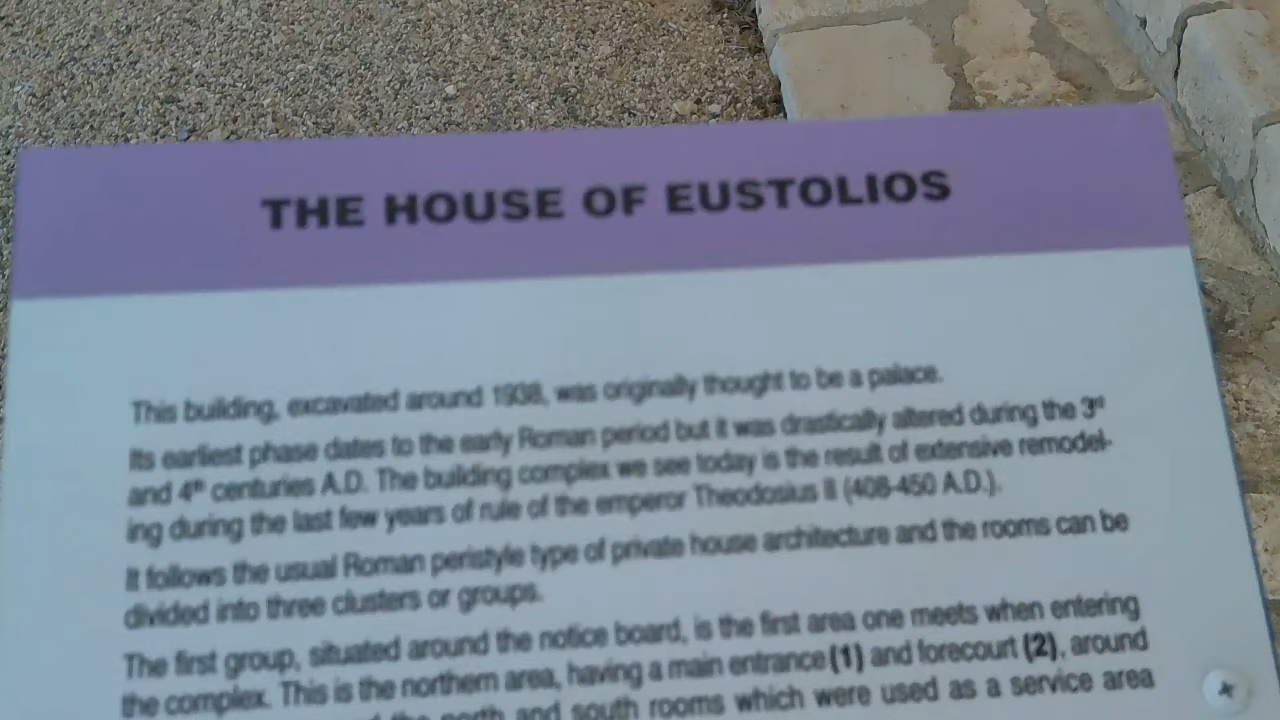 THE HOUSE OF EUSTOLIOS
This building, excavated around 1938, was originally thought to be a palace.
Its earliest phase dates to the early Roman period but it was drastically altered during the 3rd
and 4th centuries A.D. The building complex we see today is the result of extensive remodel-
ing during the last few years of rule of the emperor Theodosius II (408-450 A.D.).
It follows the usual Roman peristyle type of private house architecture and the rooms can be
divided into three clusters or groups.
The first group, situated around the notice board, is the first area one meets when entering
the complex. This is the northern area, having a main entrance (1) and forecourt (2), around
the north and south rooms which were used as a service area